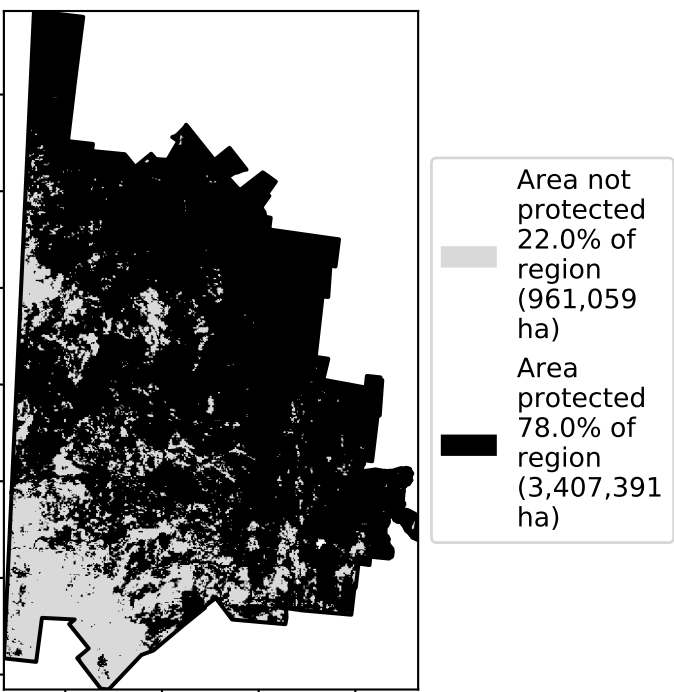 Area not
protected
22.0% of
region
(961,059
ha)
Area
protected
78.0% of
region
(3,407,391
ha)